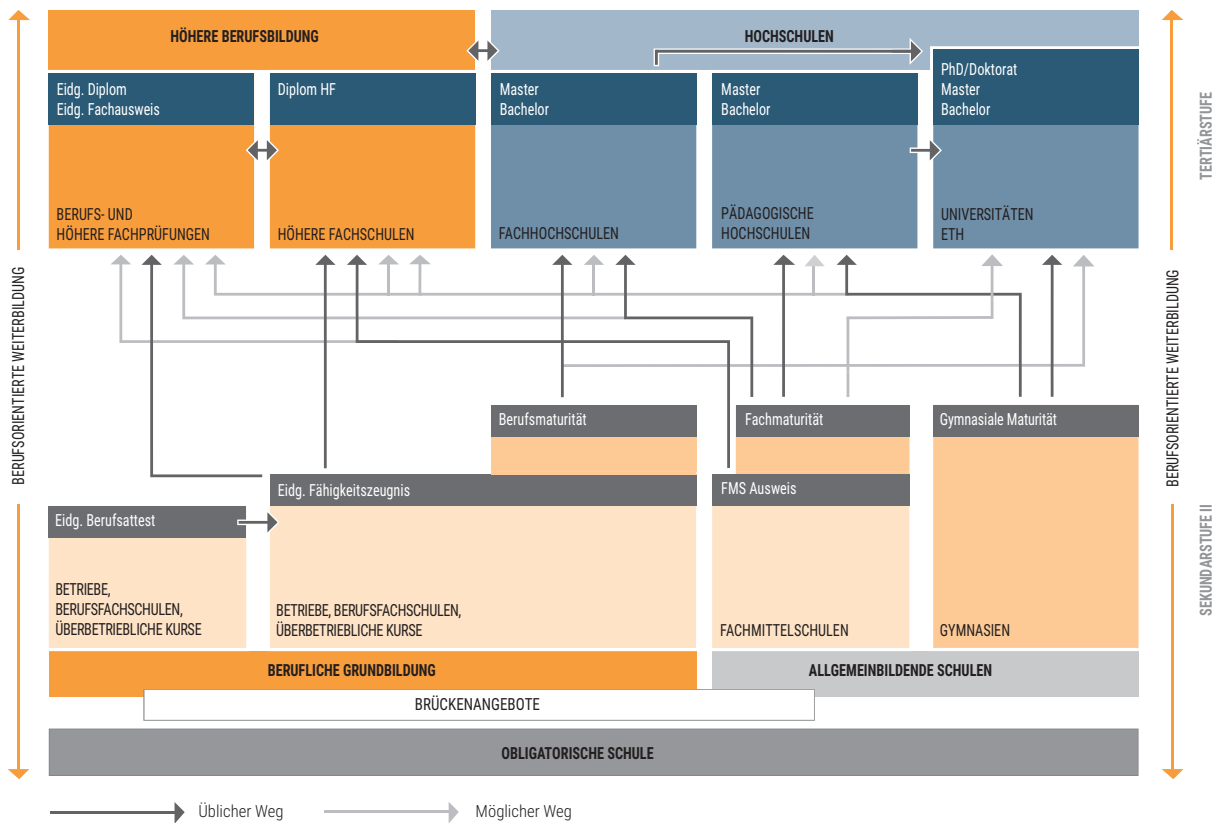 HÖHERE BERUFSBILDUNG
HOCHSCHULEN
Eidg. Diplom
Eidg. Fachausweis
Diplom HF
Master
Bachelor
Master
Bachelor
PhD/Doktorat
Master
Bachelor
BERUFS- UND
HÖHERE FACHPRÜFUNGEN
HÖHERE FACHSCHULEN
FACHHOCHSCHULEN
PÄDAGOGISCHE
HOCHSCHULEN
UNIVERSITÄTEN
ETH
TERTIÄRSTUFE
BERUFSORIENTIERTE WEITERBILDUNG
BERUFSORIENTIERTE WEITERBILDUNG
Berufsmaturität
Fachmaturität
Gymnasiale Maturität
Eidg. Fähigkeitszeugnis
FMS Ausweis
Eidg. Berufsattest
BETRIEBE,
BERUFSFACHSCHULEN,
ÜBERBETRIEBLICHE KURSE
BETRIEBE, BERUFSFACHSCHULEN,
ÜBERBETRIEBLICHE KURSE
FACHMITTELSCHULEN
GYMNASIEN
SEKUNDARSTUFE II
BERUFLICHE GRUNDBILDUNG
ALLGEMEINBILDENDE SCHULEN
BRÜCKENANGEBOTE
OBLIGATORISCHE SCHULE
Üblicher Weg
Möglicher Weg